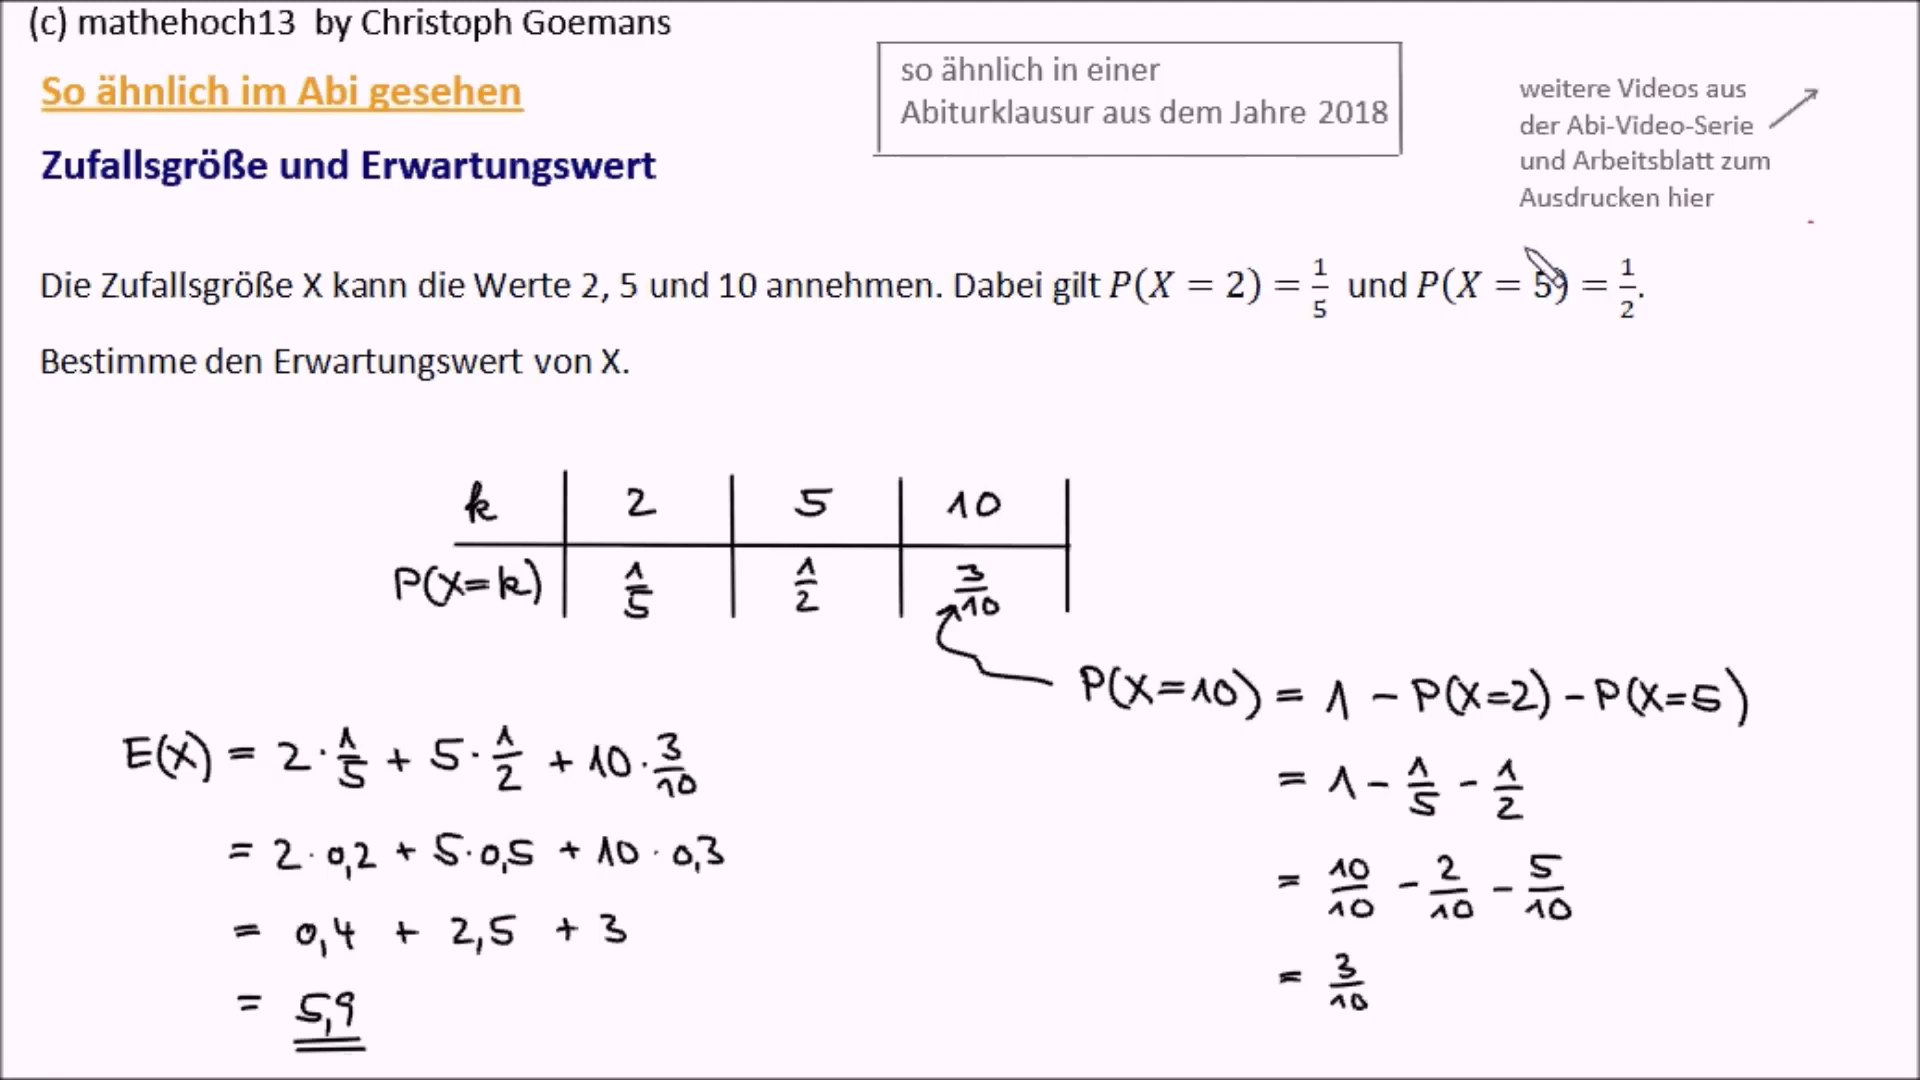 (c) mathehoch13 by Christoph Goemans
So ähnlich im Abi gesehen
so ähnlich in einer
Abiturklausur aus dem Jahre 2018
weitere Videos aus
der Abi-Video-Serie
und Arbeitsblatt zum
Ausdrucken hier
Zufallsgröße und Erwartungswert
Die Zufallsgröße X kann die Werte 2, 5 und 10 annehmen. Dabei gilt P(X = 2) = 1/5 und P(X = 5) = 1/2.
Bestimme den Erwartungswert von X.
k | 2 | 5 | 10 |
P(X=k) | 1/5 | 1/2 | 3/10 |
P(X=10) = 1 - P(X=2) - P(X=5)
= 1 - 1/5 - 1/2
= 10/10 - 2/10 - 5/10
= 3/10
E(X) = 2 · 1/5 + 5 · 1/2 + 10 · 3/10
= 2 · 0,2 + 5 · 0,5 + 10 · 0,3
= 0,4 + 2,5 + 3
= 5,9